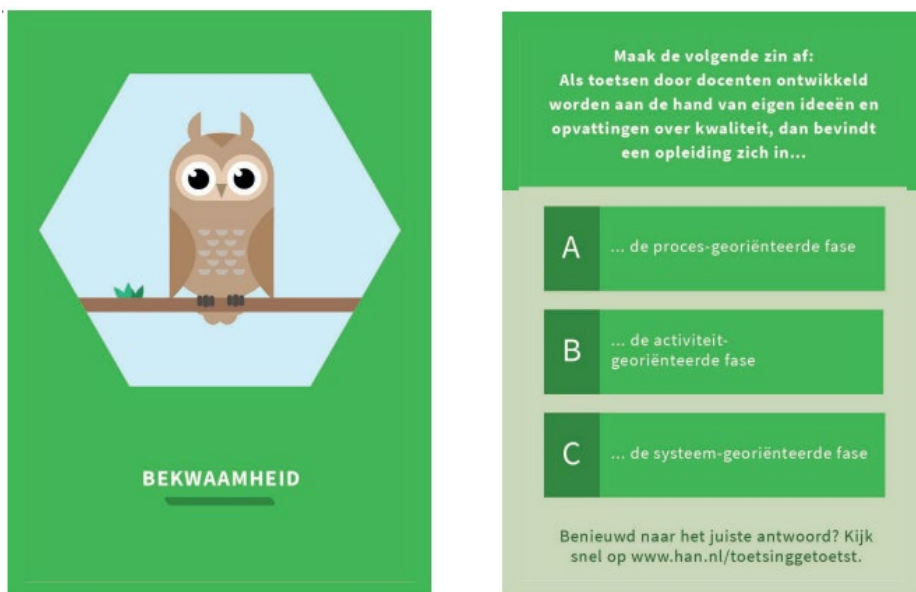 BEKWAAMHEID
Maak de volgende zin af:
Als toetsen door docenten ontwikkeld
worden aan de hand van eigen ideeën en
opvattingen over kwaliteit, dan bevindt
een opleiding zich in...
A
... de proces-georiënteerde fase
B
... de activiteit-
georiënteerde fase
C
... de systeem-georiënteerde fase
Benieuwd naar het juiste antwoord? Kijk
snel op www.han.nl/toetsinggetoetst.